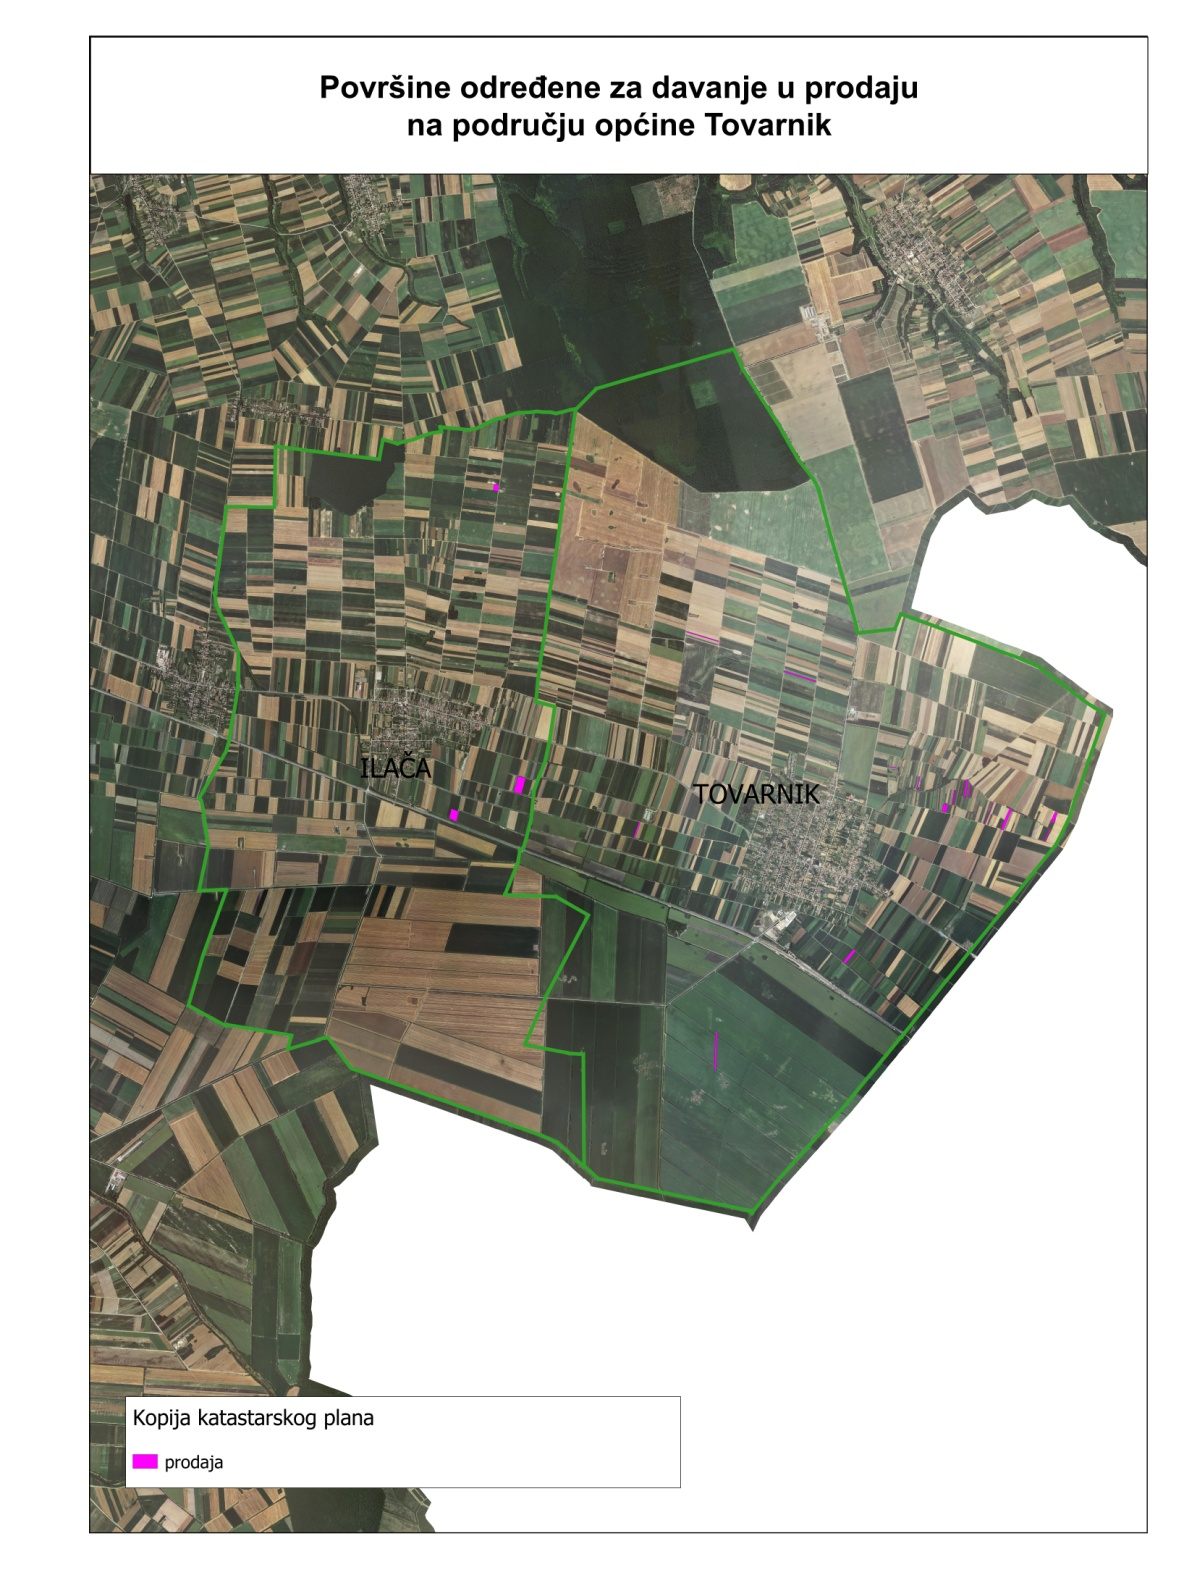 Površine određene za davanje u prodaju
na području općine Tovarnik
ILAČA
TOVARNIK
Kopija katastarskog plana
prodaja